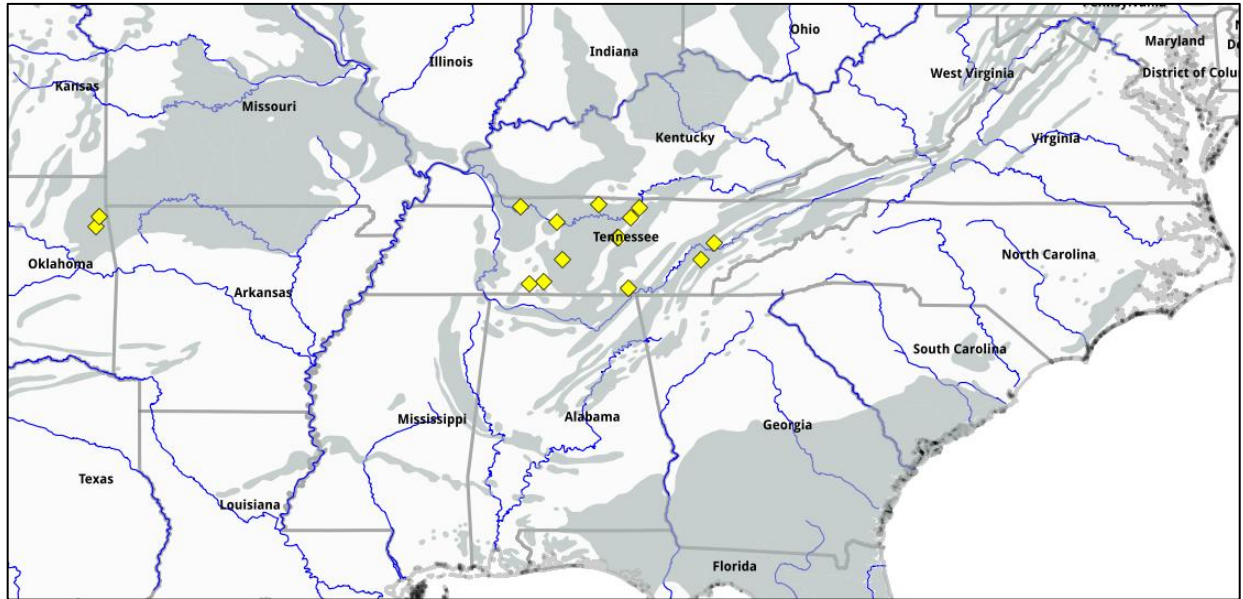 Pennsylvania
Ohio
Maryland
Indiana
Illinois
West Virginia
District of Colu
Kansas
Missouri
Kentucky
Virginia
Tennessee
North Carolina
Oklahoma
Arkansas
South Carolina
Mississippi
Alabama
Georgia
Texas
Louisiana
Florida